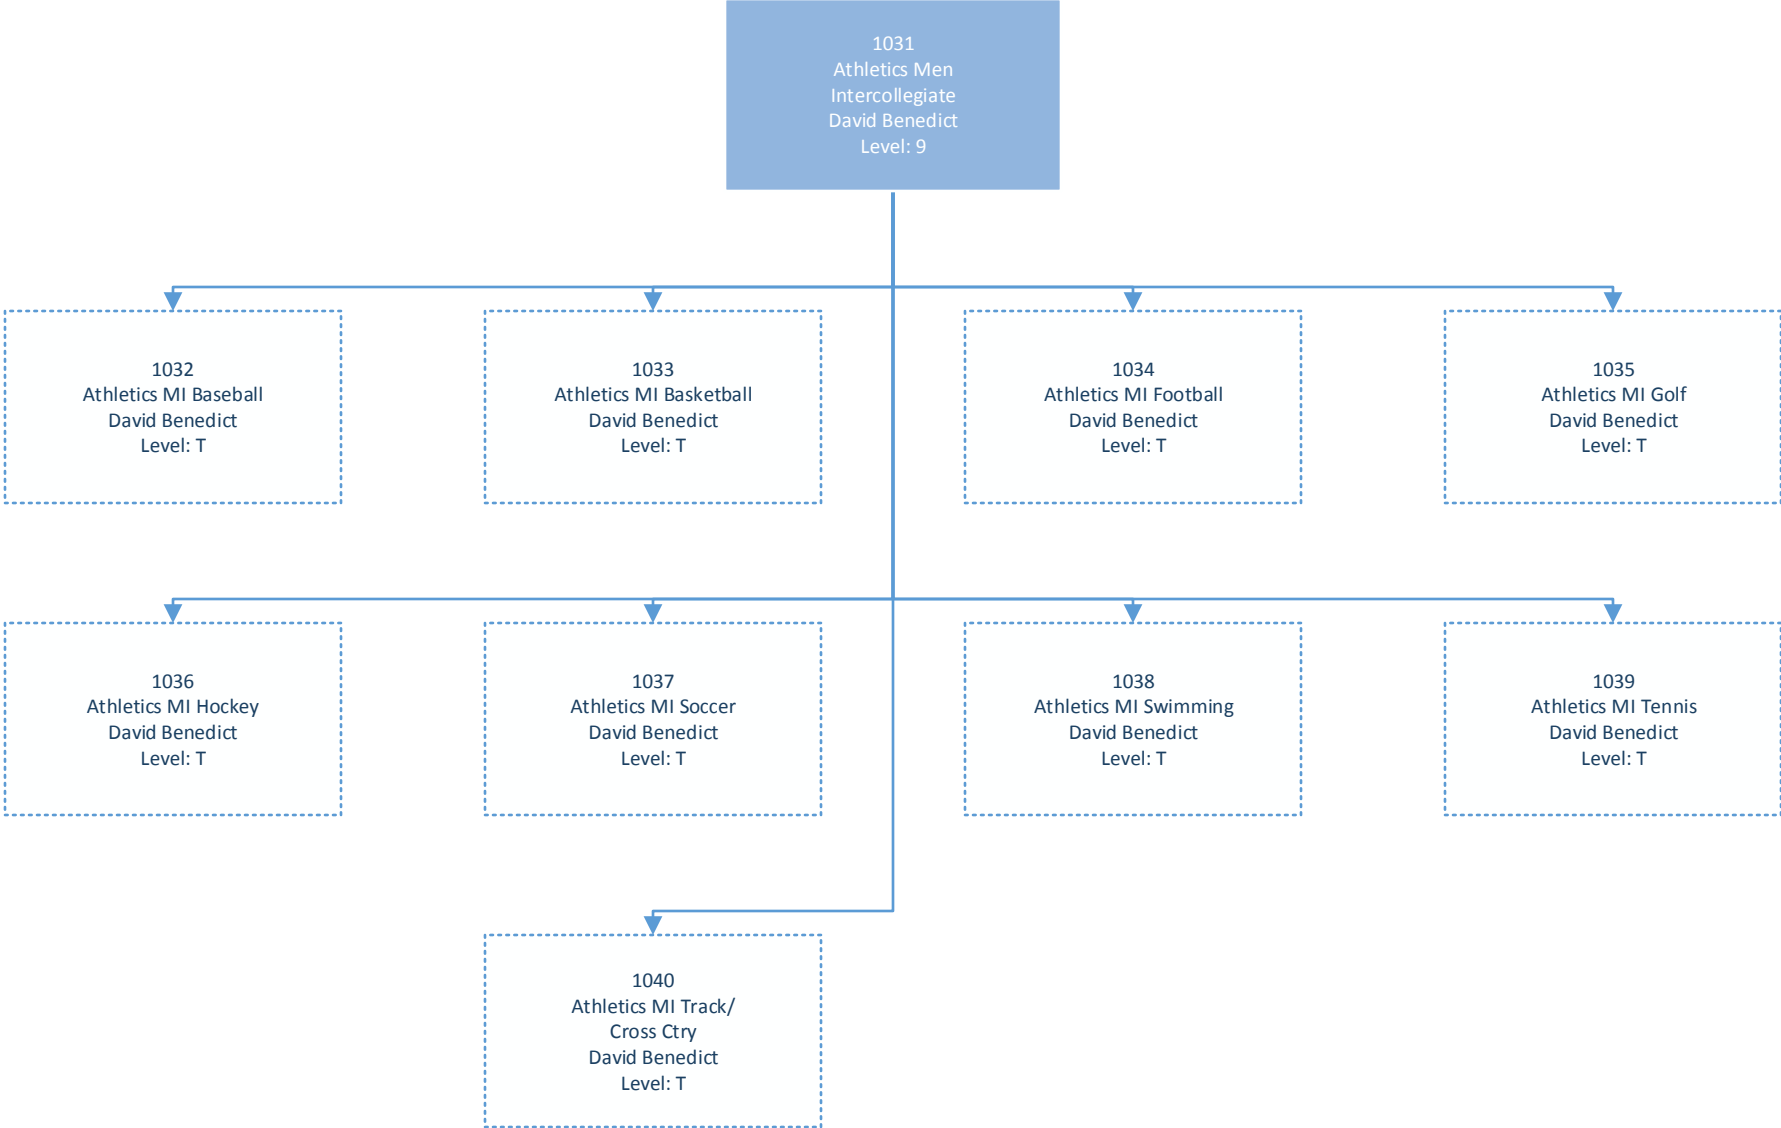 1031
Athletics Men
Intercollegiate
David Benedict
Level: 9
1032
Athletics MI Baseball
David Benedict
Level: T
1033
Athletics MI Basketball
David Benedict
Level: T
1034
Athletics MI Football
David Benedict
Level: T
1035
Athletics MI Golf
David Benedict
Level: T
1036
Athletics MI Hockey
David Benedict
Level: T
1037
Athletics MI Soccer
David Benedict
Level: T
1038
Athletics MI Swimming
David Benedict
Level: T
1039
Athletics MI Tennis
David Benedict
Level: T
1040
Athletics MI Track/
Cross Ctry
David Benedict
Level: T